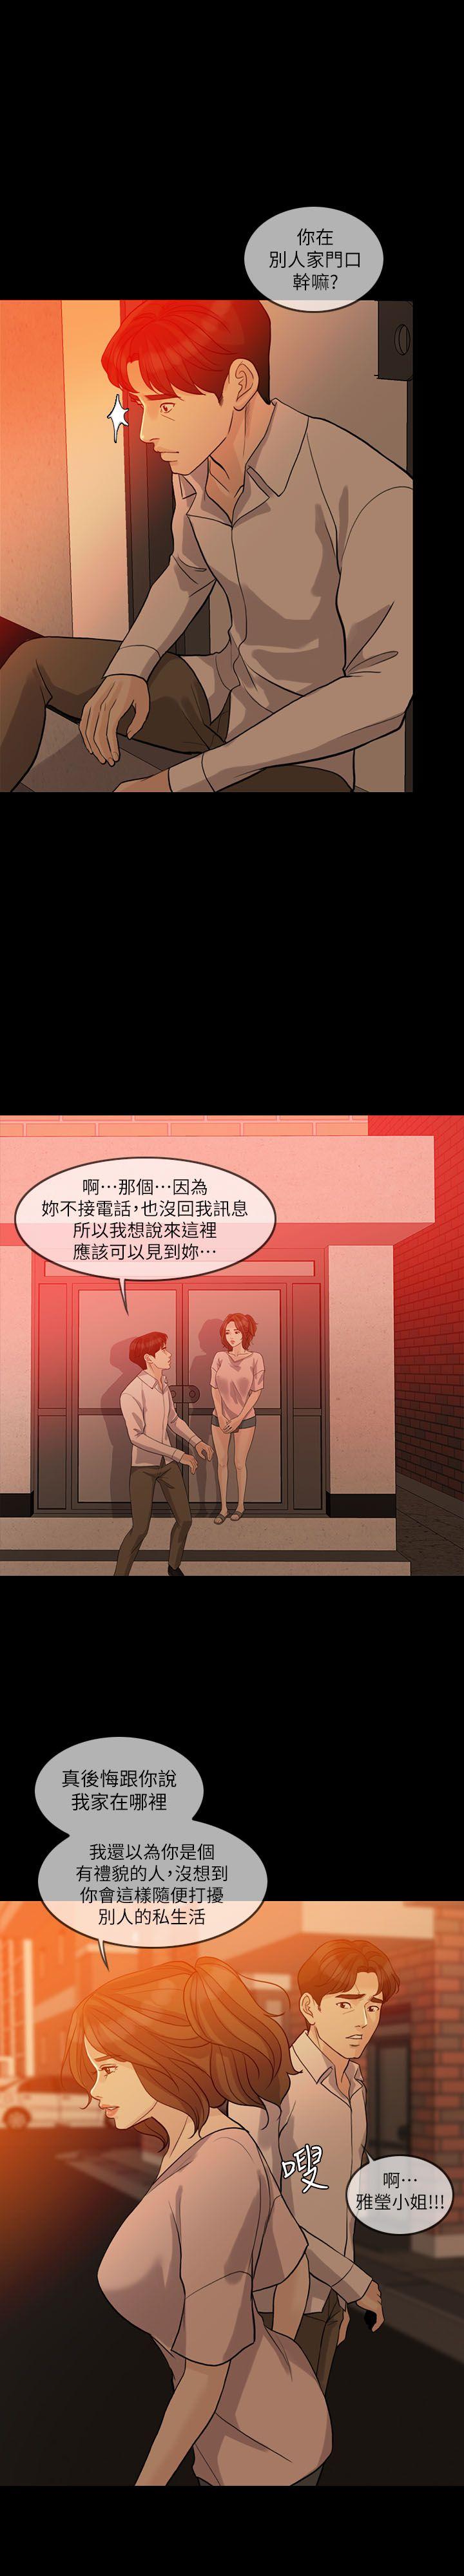 你在
別人家門口
幹嘛?
啊⋯那個⋯因為
妳不接電話,也沒回我訊息
所以我想說來這裡
應該可以見到妳⋯
真後悔跟你說
我家在哪裡
我還以為你是個
有禮貌的人,沒想到
你會這樣隨便打擾
別人的私生活
嗖
啊⋯
雅瑩小姐!!!